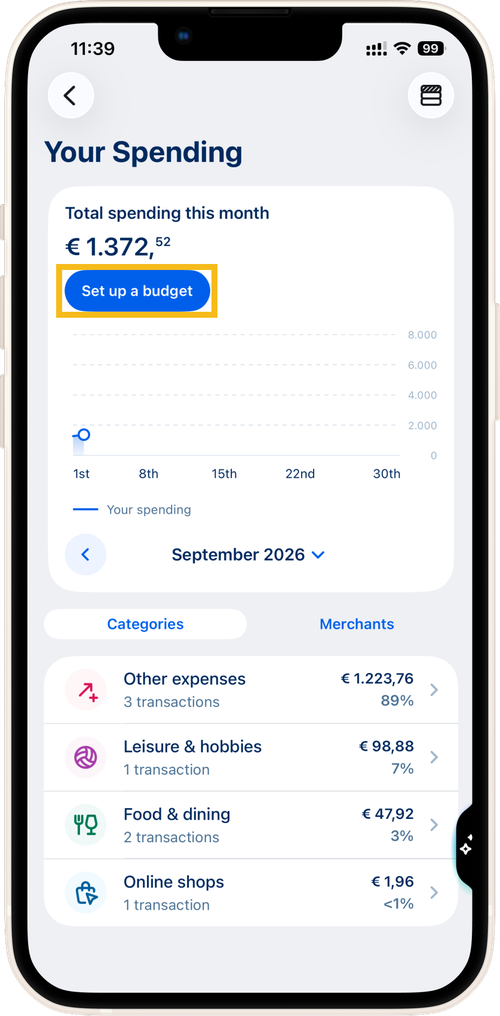 11:39
99
Your Spending
Total spending this month
€ 1.372,52
Set up a budget
8.000
6.000
4.000
2.000
0
1st 8th 15th 22nd 30th
Your spending
September 2026
Categories Merchants
Other expenses € 1.223,76
3 transactions 89%
Leisure & hobbies € 98,88
1 transaction 7%
Food & dining € 47,92
2 transactions 3%
Online shops € 1,96
1 transaction <1%